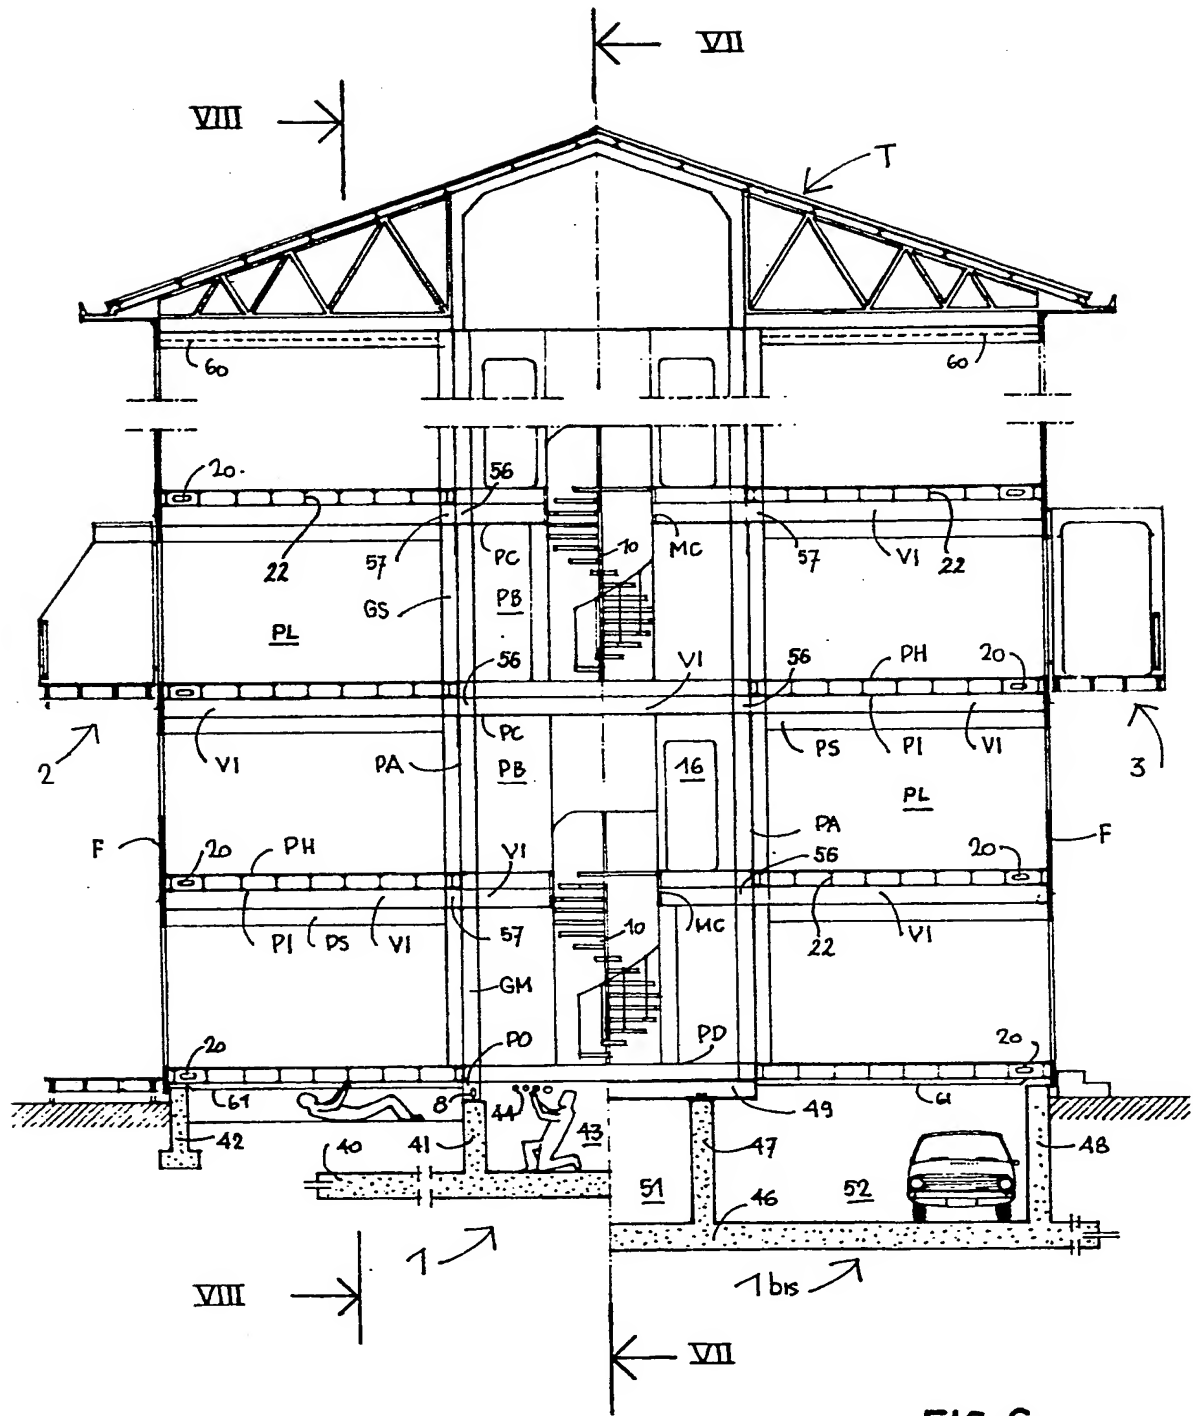 VII
VIII
T
60
60
20.
56
22
57
PC
10
MC
57
VI
22
GS
PB
PL
56
VI
56
PH
20
2
VI
PC
PS
PI
VI
3
PA
PB
16
PL
F
PA
F
20
PH
VI
56
20
PI
PS
VI
57
10
MC
22
VI
GM
20
PO
PD
20
61
8
44
49
61
42
40
41
43
47
48
51
52
46
1
1 bis
VIII
VII